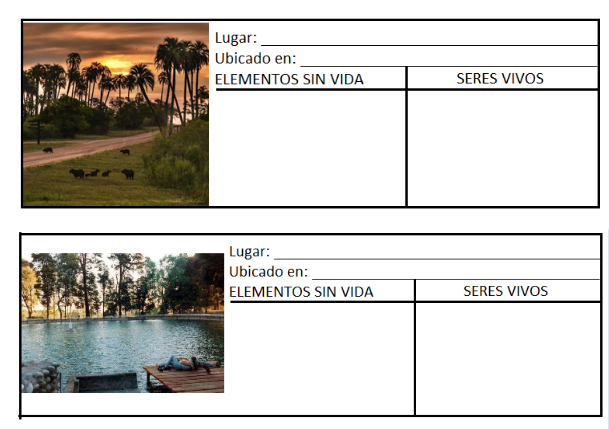 Lugar:
Ubicado en:
ELEMENTOS SIN VIDA SERES VIVOS
Lugar:
Ubicado en:
ELEMENTOS SIN VIDA SERES VIVOS